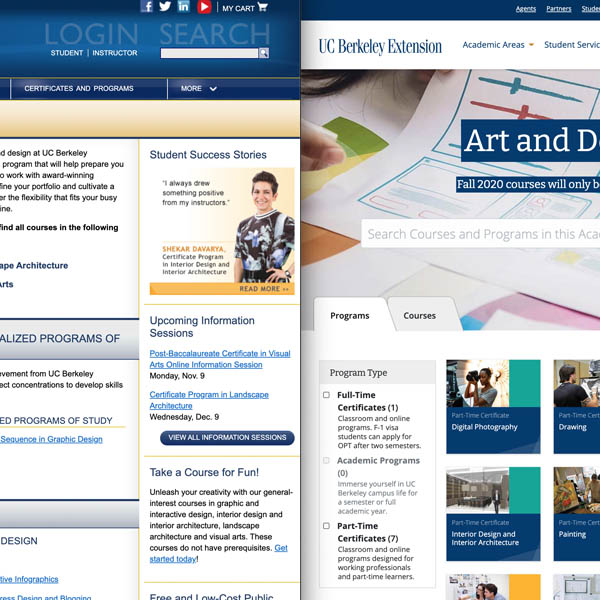 MY CART
LOGIN SEARCH
STUDENT | INSTRUCTOR
CERTIFICATES AND PROGRAMS
MORE
d design at UC Berkeley
program that will help prepare you
o work with award-winning
fine your portfolio and cultivate a
er the flexibility that fits your busy
ine.
find all courses in the following
ape Architecture
Arts
ALIZED PROGRAMS OF
evement from UC Berkeley
ect concentrations to develop skills
ED PROGRAMS OF STUDY
Sequence in Graphic Design
DESIGN
tive Infographics
ress Design and Blogging
Student Success Stories
"I always drew
something positive
from my instructors."
SHEKAR DAVARYA,
Certificate Program
in Interior Design and
Interior Architecture
READ MORE >>
Upcoming Information
Sessions
Post-Baccalaureate Certificate in Visual
Arts Online Information Session
Monday, Nov. 9
Certificate Program in Landscape
Architecture
Wednesday, Dec. 9
VIEW ALL INFORMATION SESSIONS
Take a Course for Fun!
Unleash your creativity with our general-
interest courses in graphic and
interactive design, interior design and
interior architecture, landscape
architecture and visual arts. These
courses do not have prerequisites. Get
started today!
Free and Low-Cost Public
Agents Partners Stude
UC Berkeley Extension
Academic Areas Student Servic
Art and De
Fall 2020 courses will only b
Search Courses and Programs in this Aca
Programs Courses
Program Type
Full-Time
Certificates (1)
Classroom and online
programs. F-1 visa
students can apply for
OPT after two semesters.
Academic Programs
(0)
Immerse yourself in UC
Berkeley campus life for
a semester or full
academic year.
Part-Time
Certificates (7)
Classroom and online
programs designed for
working professionals
and part-time learners.
Part-Time Certificate
Digital Photography
Part-Time Certificate
Drawing
Part-Time Certificate
Interior Design and
Interior Architecture
Part-Time Certificate
Painting